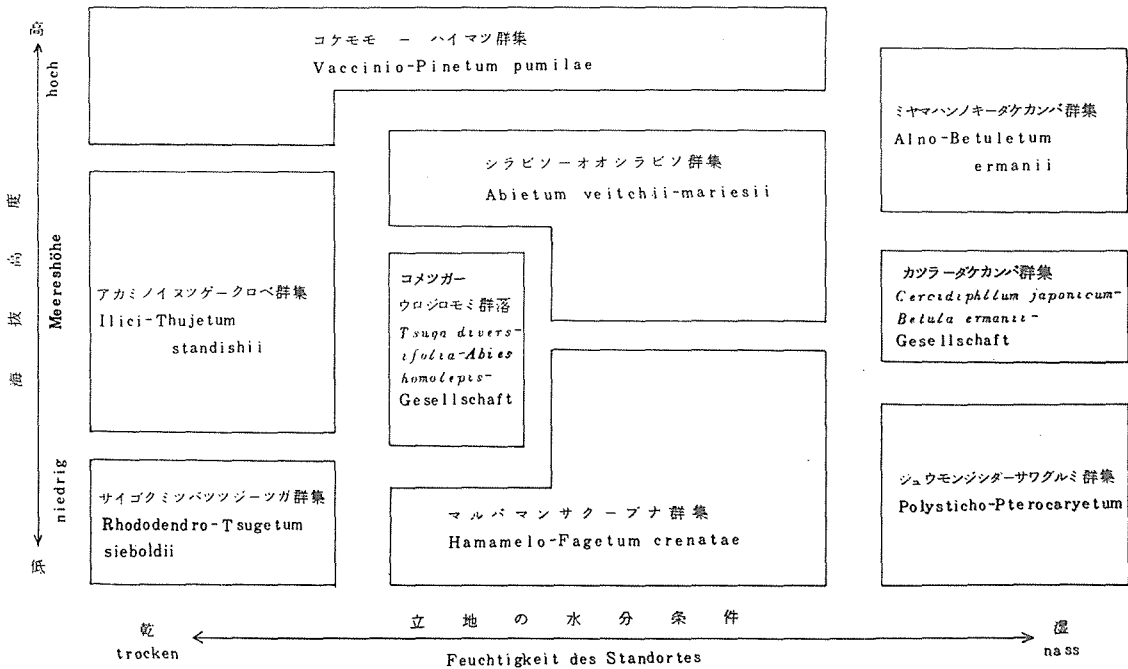 高
hoch
海抜高度
Meereshöhe
niedrig
低
コケモモ － ハイマツ群集
Vaccinio-Pinetum pumilae
ミヤマハンノキーダケカンバ群集
Alno-Betuletum
ermanii
シラビソーオオシラビソ群集
Abietum veitchii-mariesii
アカミノイヌツゲークロベ群集
Ilici-Thujetum
standishii
コメツガー
ウロジロモミ群落
Tsuga divers-
ifolia-Abies
homolepis-
Gesellschaft
カツラーダケカンバ群集
Cercidiphllum japonicum-
Betula ermanii-
Gesellschaft
サイゴクミツバツツジーツガ群集
Rhododendro-Tsugetum
sieboldii
マルバマンサクーブナ群集
Hamamelo-Fagetum crenatae
ジュウモンジシダーサワグルミ群集
Polysticho-Pterocaryetum
立地の水分条件
乾
trocken
湿
nass
Feuchtigkeit des Standortes